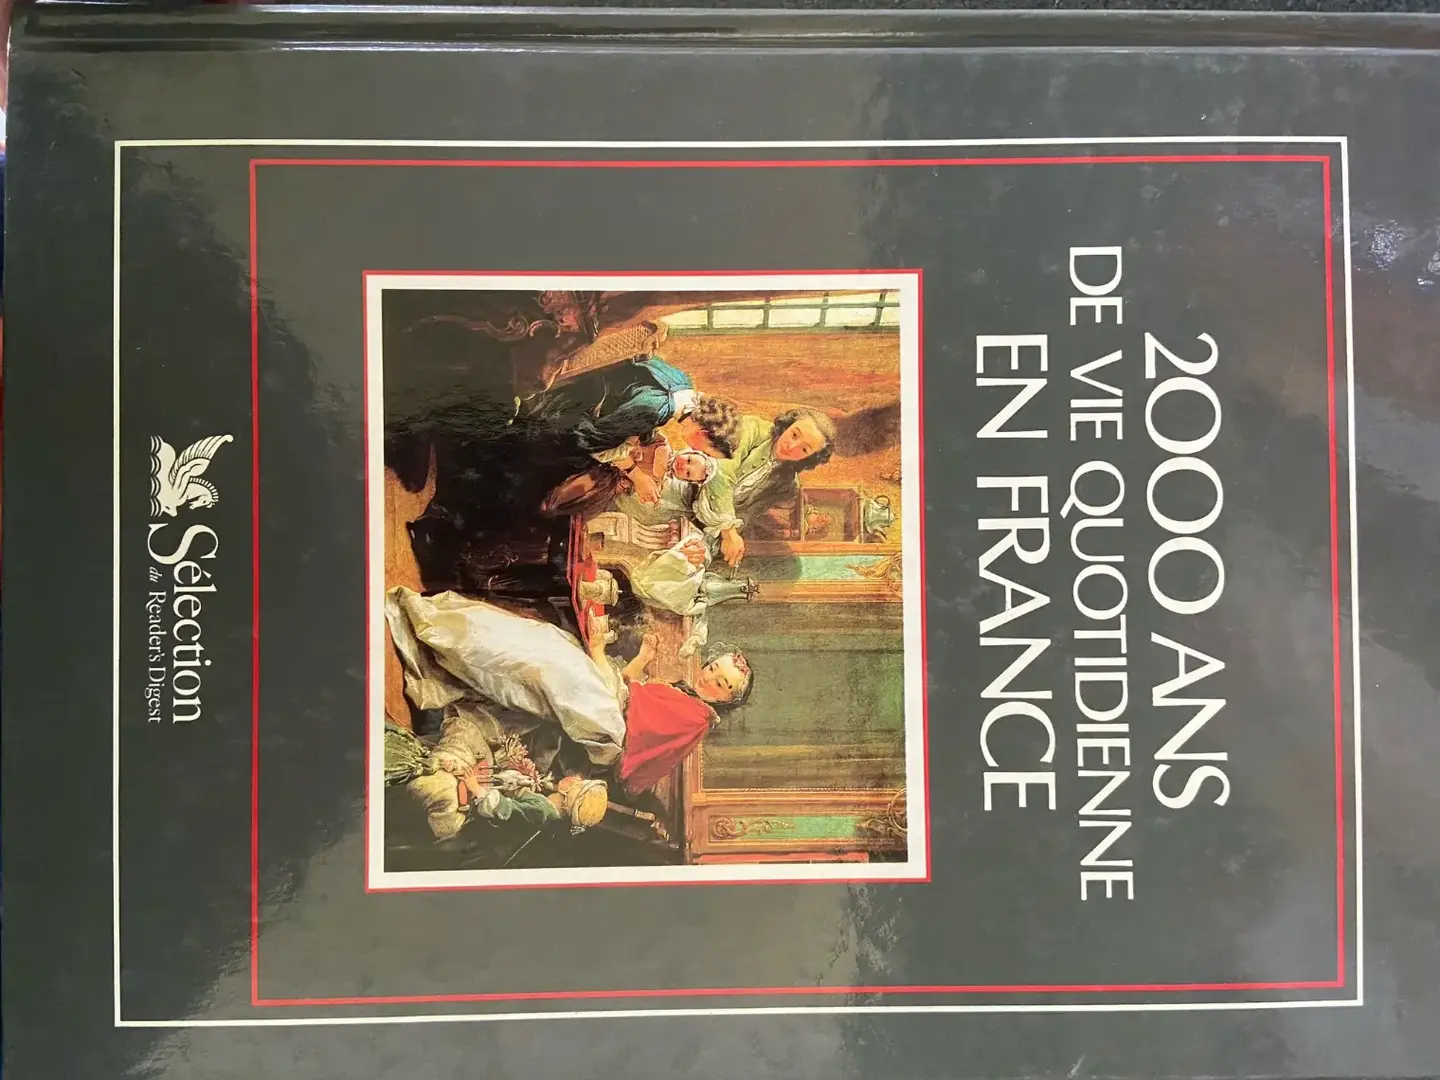 2000 ANS
DE VIE QUOTIDIENNE
EN FRANCE
Sélection
du Reader's Digest